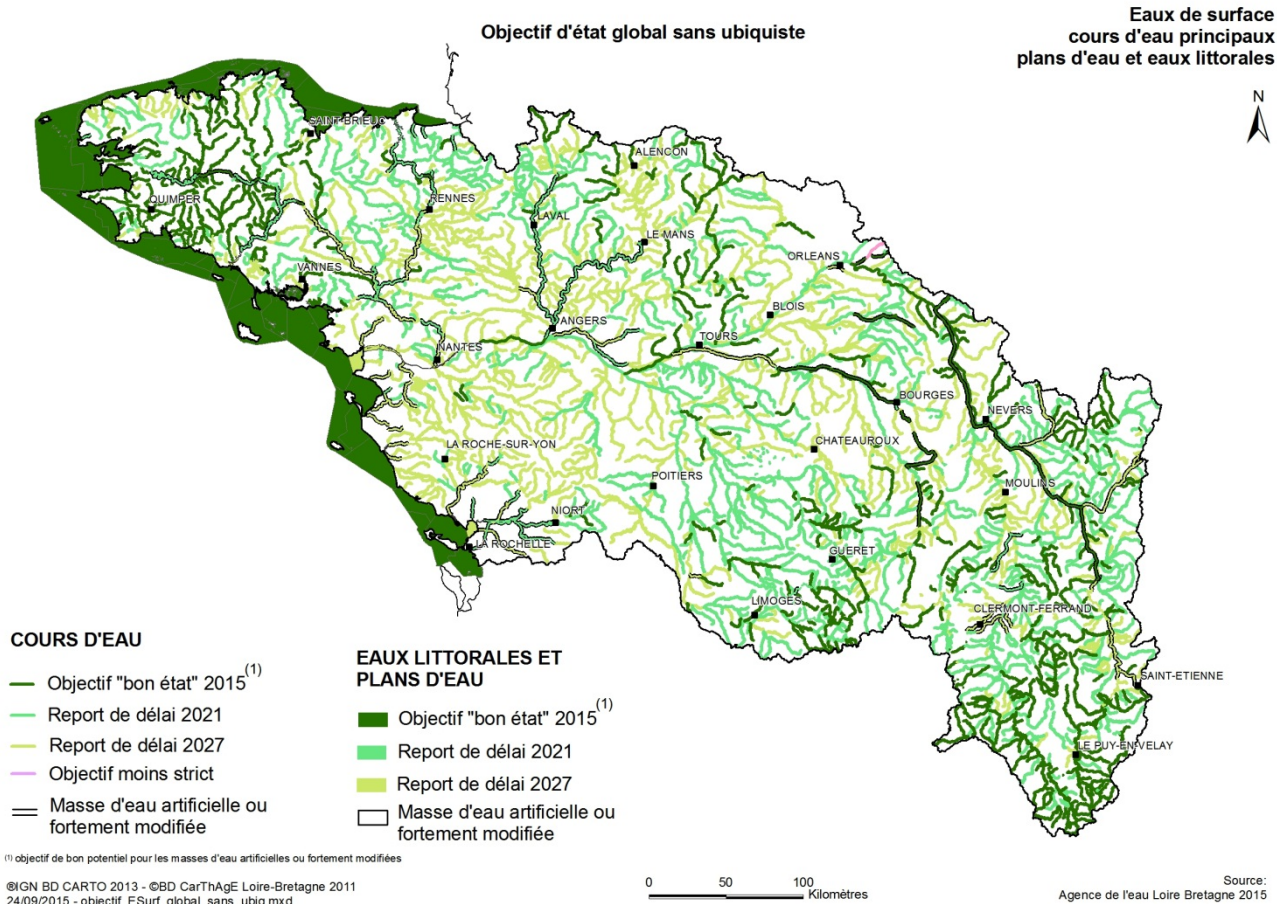 Objectif d'état global sans ubiquiste
Eaux de surface
cours d'eau principaux
plans d'eau et eaux littorales
N
SAINT-BRIEUC
ALENCON
QUIMPER
RENNES
LAVAL
LE MANS
ORLEANS
VANNES
BLOIS
ANGERS
TOURS
NANTES
BOURGES
NEVERS
LA ROCHE-SUR-YON
CHATEAUROUX
POITIERS
MOULINS
NIORT
LA ROCHELLE
GUERET
LIMOGES
CLERMONT-FERRAND
SAINT-ETIENNE
LE PUY-EN-VELAY
COURS D'EAU
Objectif "bon état" 2015(1)
Report de délai 2021
Report de délai 2027
Objectif moins strict
Masse d'eau artificielle ou
fortement modifiée
EAUX LITTORALES ET
PLANS D'EAU
Objectif "bon état" 2015(1)
Report de délai 2021
Report de délai 2027
Masse d'eau artificielle ou
fortement modifiée
(1) objectif de bon potentiel pour les masses d'eau artificielles ou fortement modifiées
®IGN BD CARTO 2013 - ©BD CarThAgE Loire-Bretagne 2011
24/09/2015 - objectif_ESurf_global_sans_ubiq.mxd
0 50 100
Kilomètres
Source:
Agence de l'eau Loire Bretagne 2015